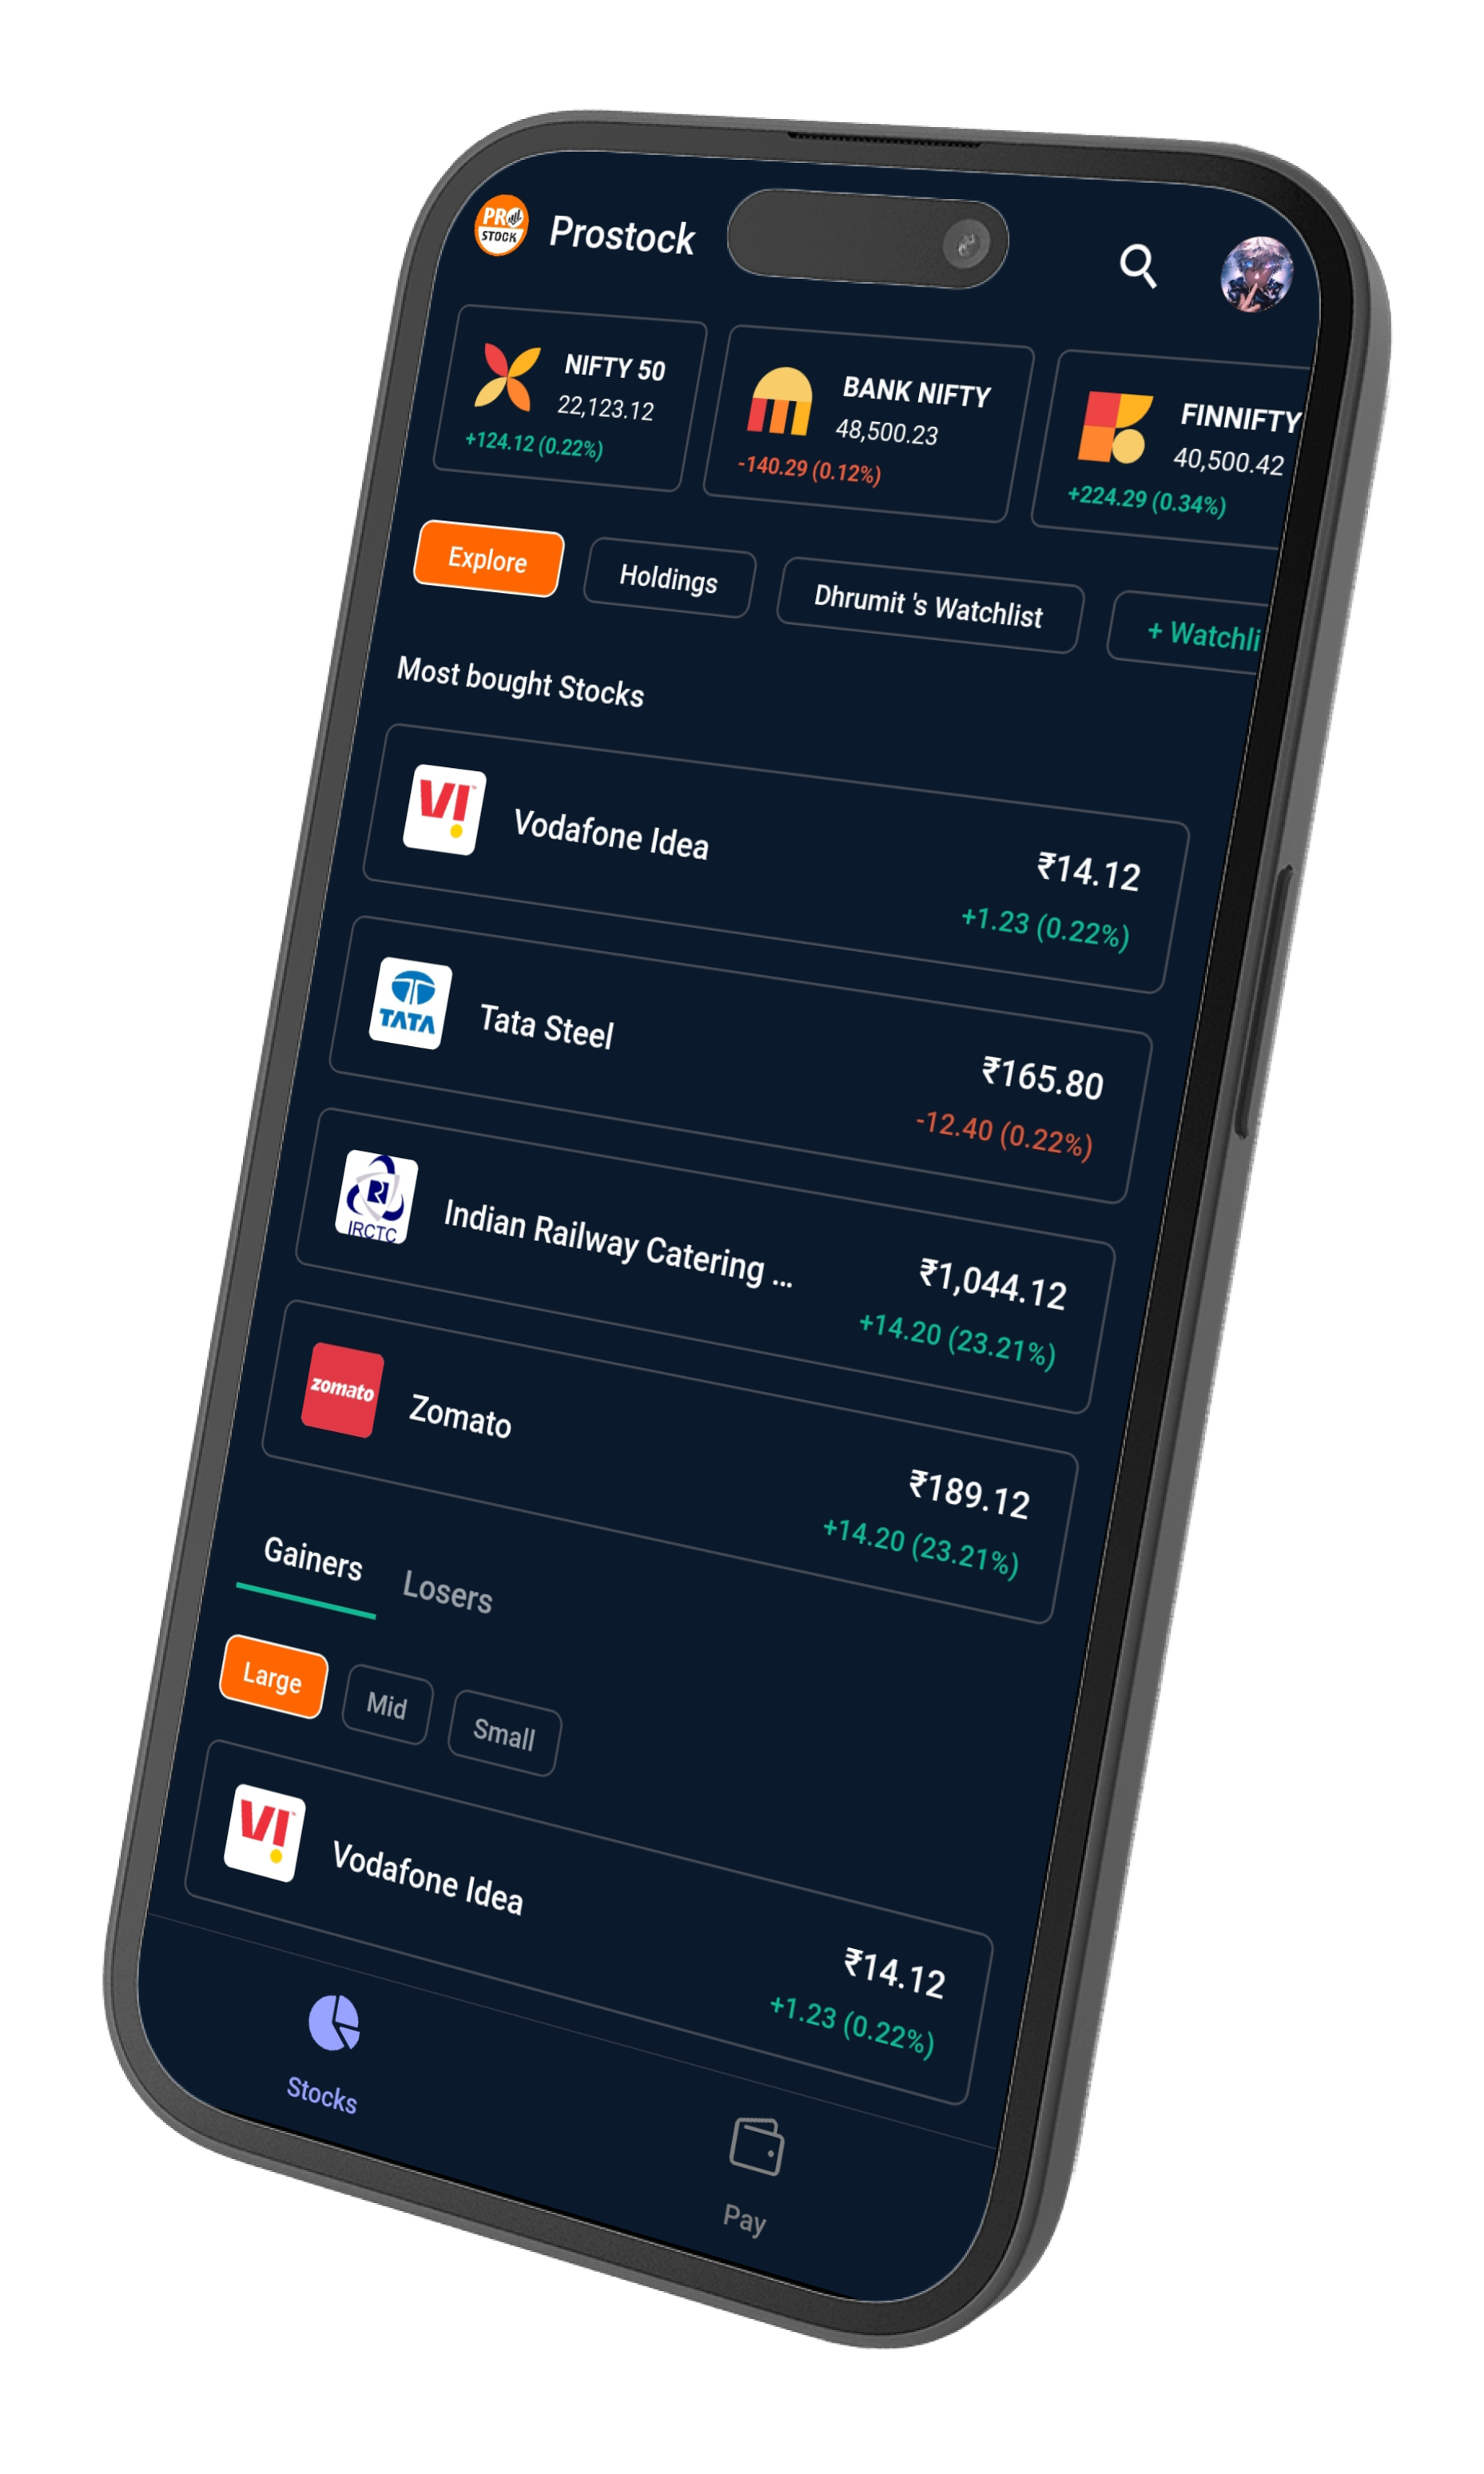 PRO
STOCK
Prostock
NIFTY 50
22,123.12
+124.12 (0.22%)
BANK NIFTY
48,500.23
-140.29 (0.12%)
FINNIFTY
40,500.42
+224.29 (0.34%)
Explore
Holdings
Dhrumit 's Watchlist
+ Watchli
Most bought Stocks
VI
Vodafone Idea
₹14.12
+1.23 (0.22%)
TATA
Tata Steel
₹165.80
-12.40 (0.22%)
IRCTC
Indian Railway Catering ...
₹1,044.12
+14.20 (23.21%)
zomato
Zomato
₹189.12
+14.20 (23.21%)
Gainers
Losers
Large
Mid
Small
VI
Vodafone Idea
₹14.12
+1.23 (0.22%)
Stocks
Pay